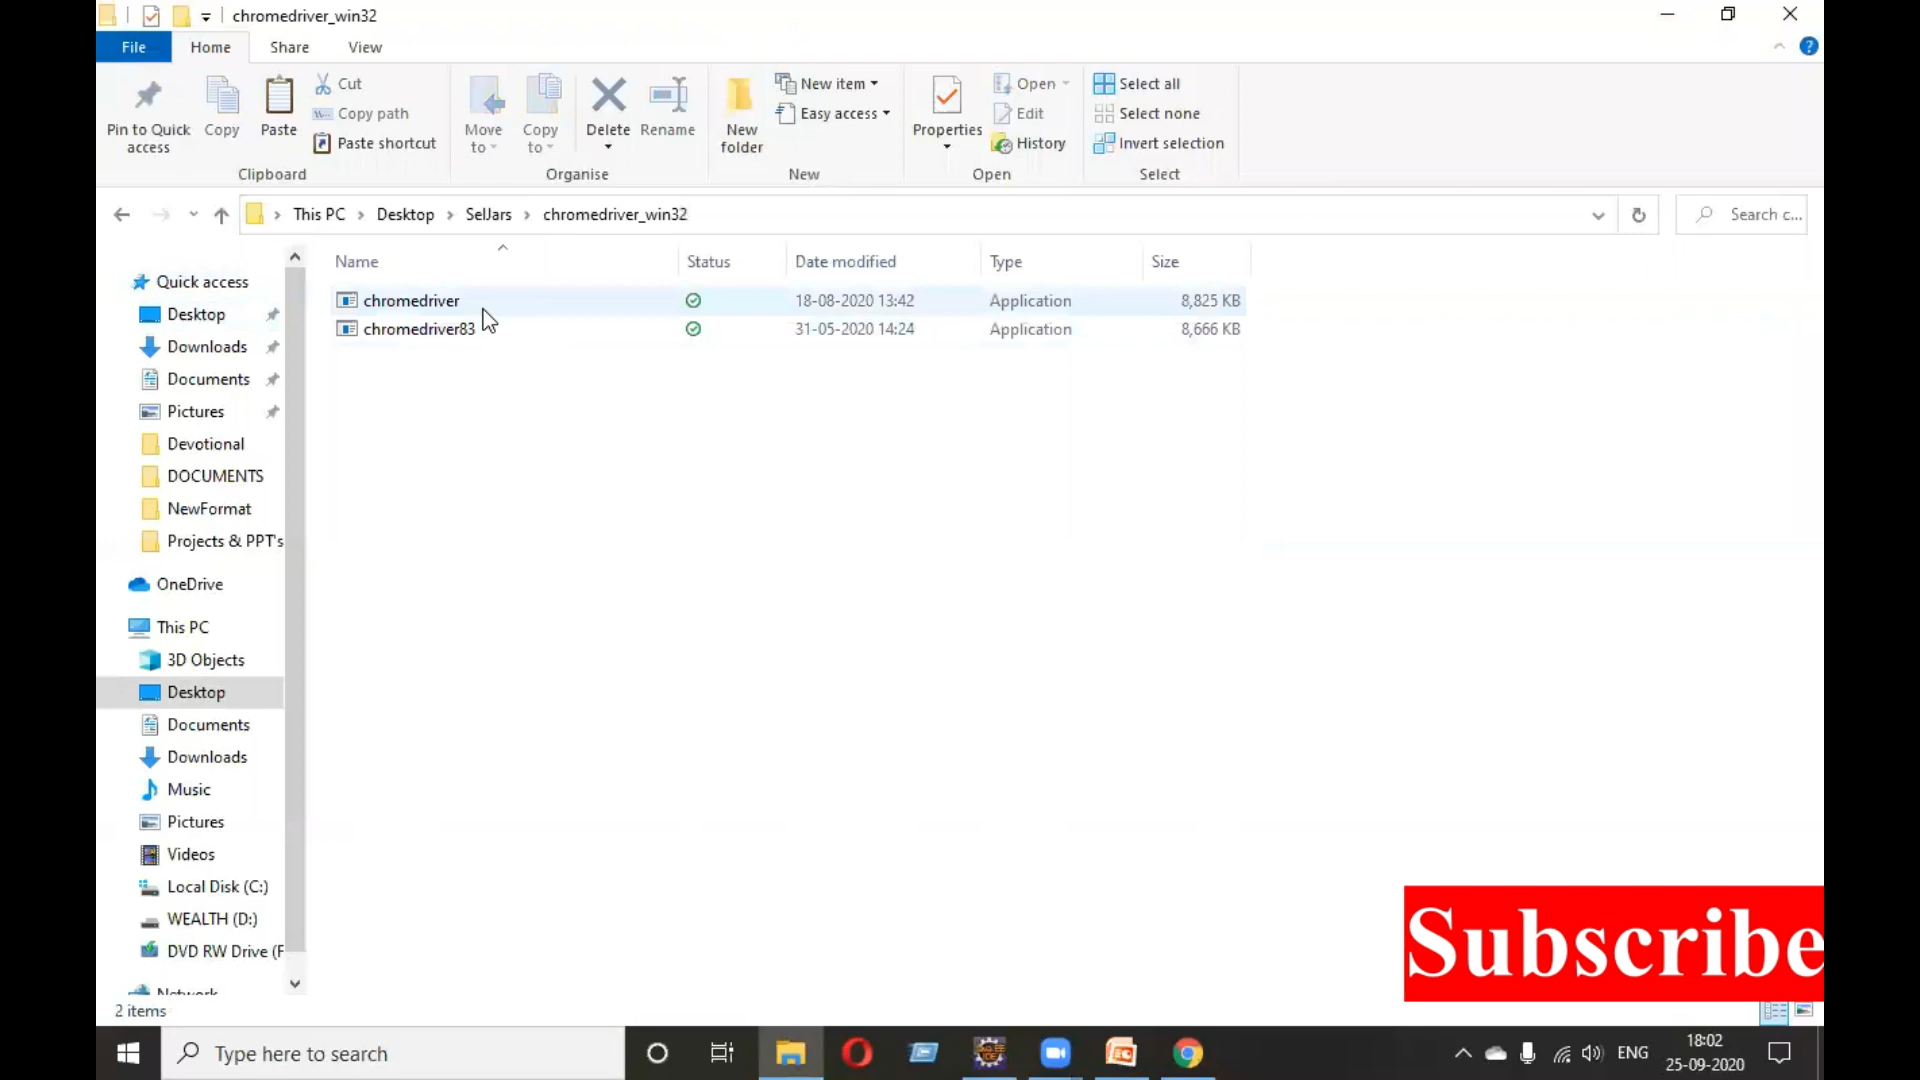 chromedriver_win32
File Home Share View
Pin to Quick access
Copy
Paste
Cut
Copy path
Paste shortcut
Clipboard
Move to
Copy to
Delete
Rename
Organise
New folder
New item
Easy access
New
Properties
Open
Edit
History
Open
Select all
Select none
Invert selection
Select
This PC > Desktop > SelJars > chromedriver_win32
Search c...
Name Status Date modified Type Size
chromedriver 18-08-2020 13:42 Application 8,825 KB
chromedriver83 31-05-2020 14:24 Application 8,666 KB
Quick access
Desktop
Downloads
Documents
Pictures
Devotional
DOCUMENTS
NewFormat
Projects & PPT's
OneDrive
This PC
3D Objects
Desktop
Documents
Downloads
Music
Pictures
Videos
Local Disk (C:)
WEALTH (D:)
DVD RW Drive (F
Network
2 items
Subscribe
Type here to search
ENG
18:02
25-09-2020